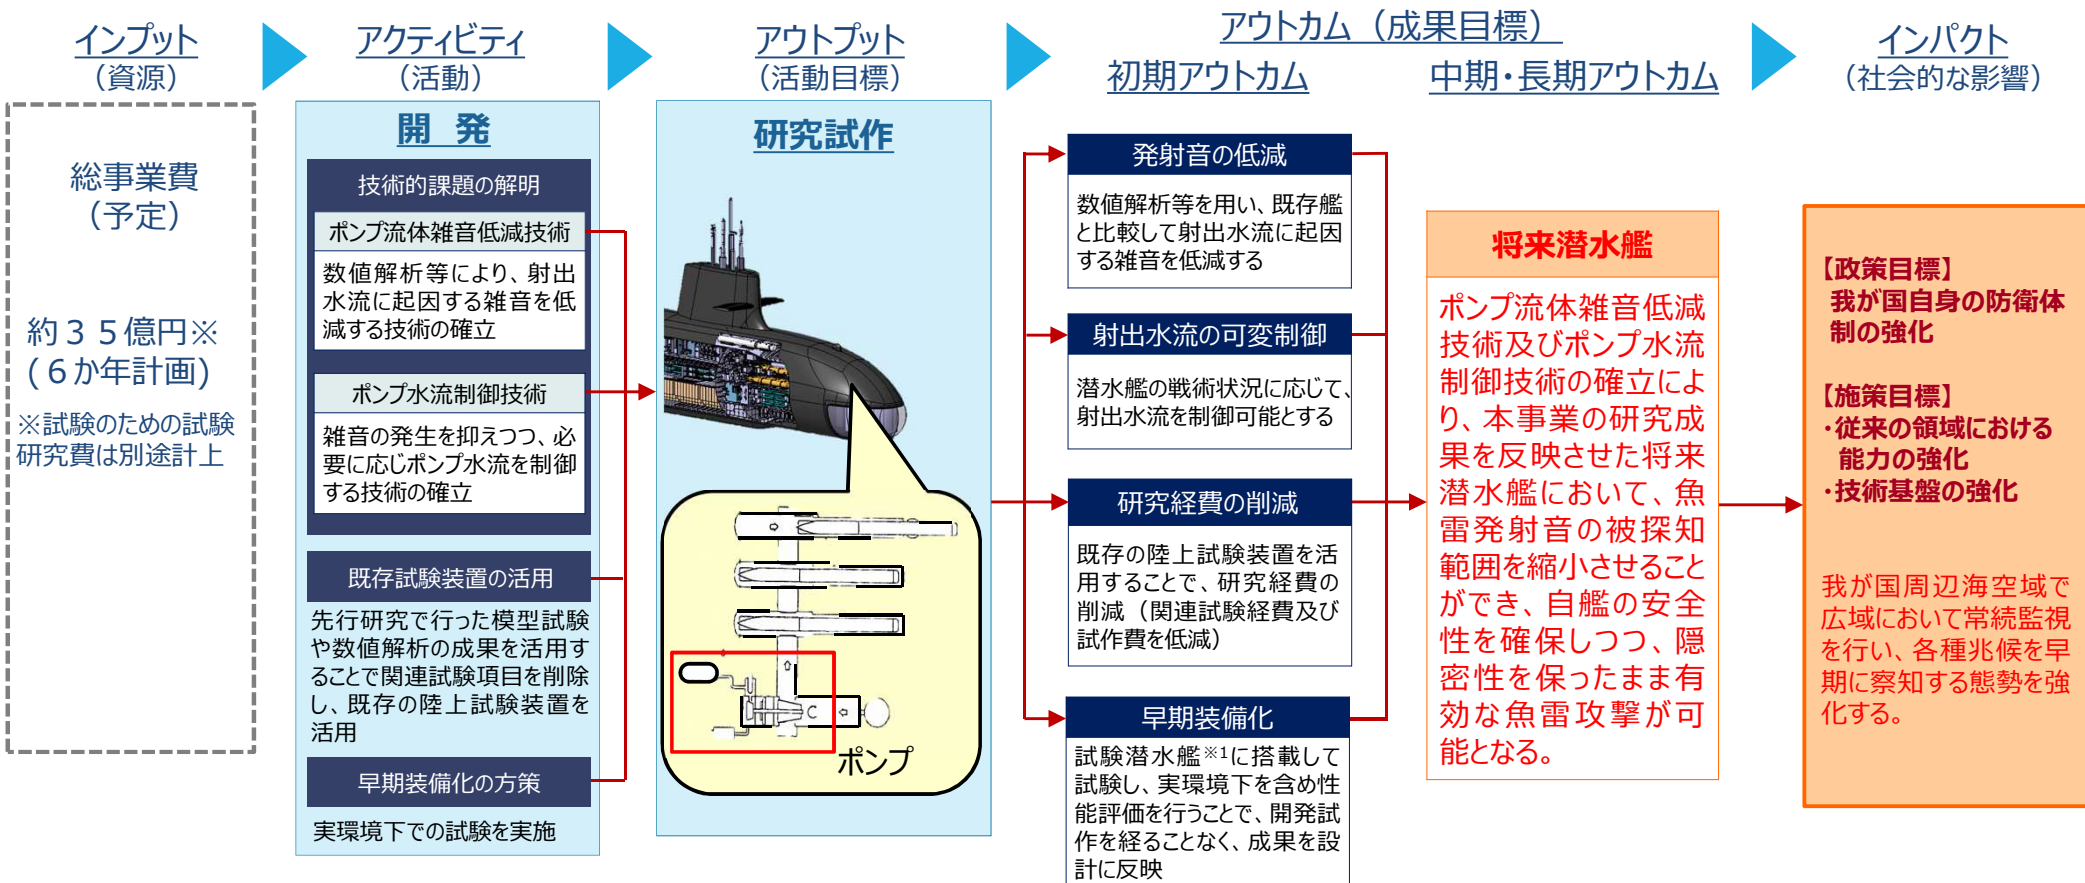 インプット
（資源）
アクティビティ
（活動）
アウトプット
（活動目標）
アウトカム（成果目標）
初期アウトカム
中期・長期アウトカム
インパクト
（社会的な影響）
総事業費
（予定）
約３５億円※
(６か年計画)
※試験のための試験
研究費は別途計上
開 発
技術的課題の解明
ポンプ流体雑音低減技術
数値解析等により、射出
水流に起因する雑音を低
減する技術の確立
ポンプ水流制御技術
雑音の発生を抑えつつ、必
要に応じポンプ水流を制御
する技術の確立
既存試験装置の活用
先行研究で行った模型試験
や数値解析の成果を活用す
ることで関連試験項目を削除
し、既存の陸上試験装置を
活用
早期装備化の方策
実環境下での試験を実施
研究試作
ポンプ
発射音の低減
数値解析等を用い、既存艦
と比較して射出水流に起因
する雑音を低減する
射出水流の可変制御
潜水艦の戦術状況に応じて、
射出水流を制御可能とする
研究経費の削減
既存の陸上試験装置を活
用することで、研究経費の
削減（関連試験経費及び
試作費を低減）
早期装備化
試験潜水艦※1に搭載して
試験し、実環境下を含め性
能評価を行うことで、開発試
作を経ることなく、成果を設
計に反映
将来潜水艦
ポンプ流体雑音低減
技術及びポンプ水流
制御技術の確立によ
り、本事業の研究成
果を反映させた将来
潜水艦において、魚
雷発射音の被探知
範囲を縮小させること
ができ、自艦の安全
性を確保しつつ、隠
密性を保ったまま有
効な魚雷攻撃が可
能となる。
【政策目標】
我が国自身の防衛体
制の強化
【施策目標】
・従来の領域における
能力の強化
・技術基盤の強化
我が国周辺海空域で
広域において常続監視
を行い、各種兆候を早
期に察知する態勢を強
化する。